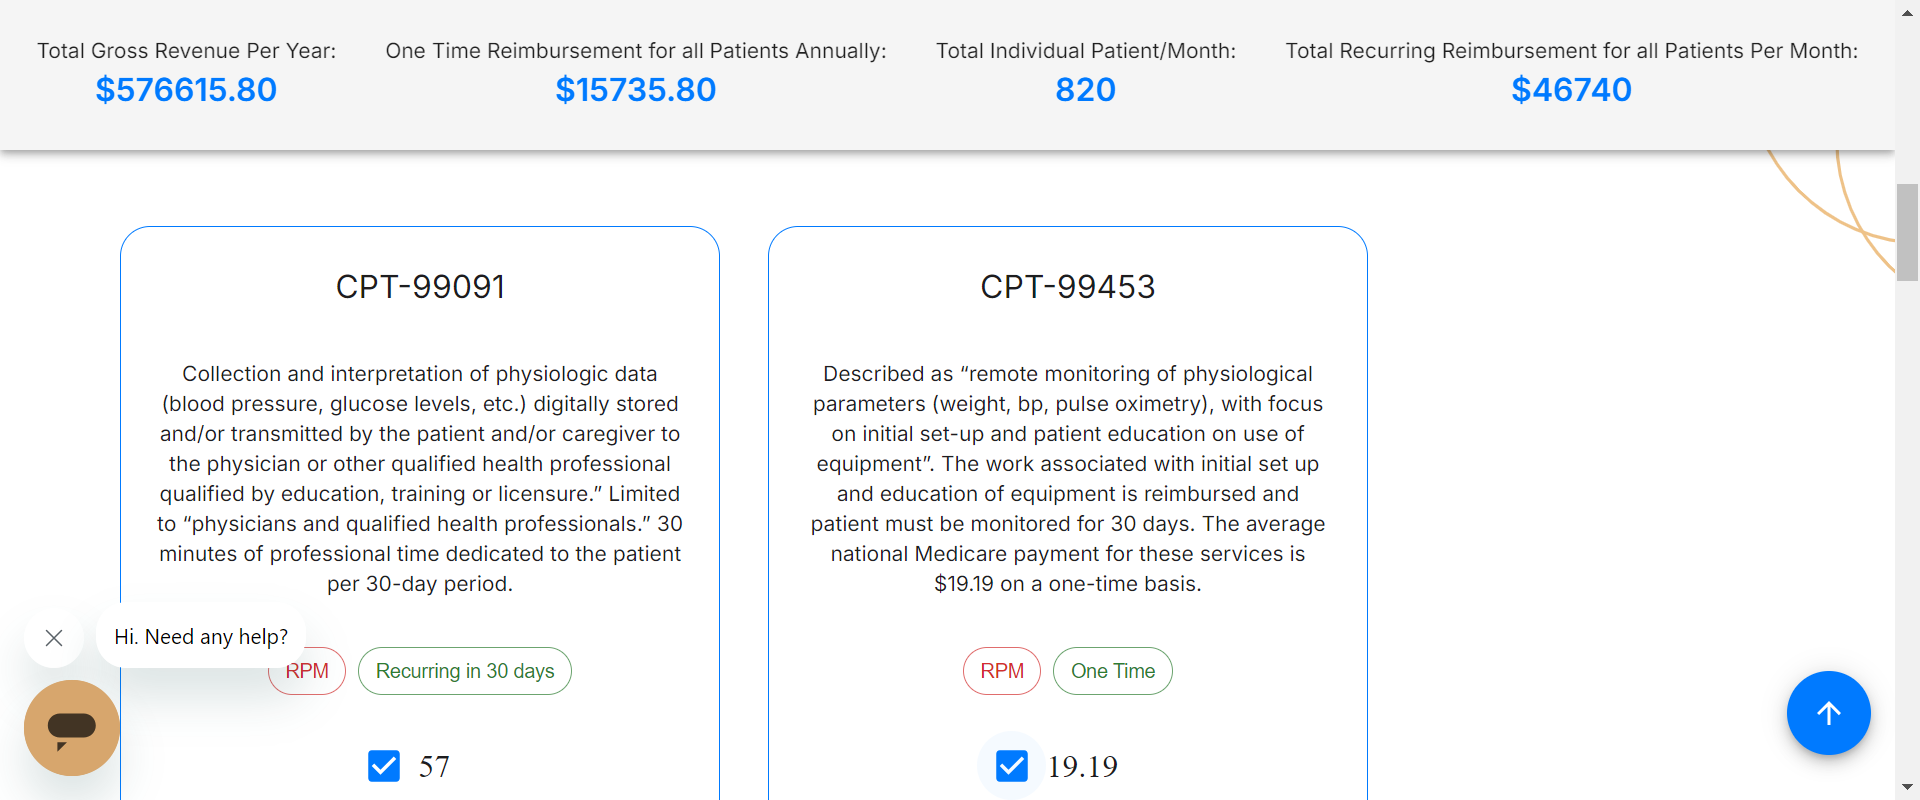 Total Gross Revenue Per Year:
$576615.80
One Time Reimbursement for all Patients Annually:
$15735.80
Total Individual Patient/Month:
820
Total Recurring Reimbursement for all Patients Per Month:
$46740
CPT-99091
Collection and interpretation of physiologic data
(blood pressure, glucose levels, etc.) digitally stored
and/or transmitted by the patient and/or caregiver to
the physician or other qualified health professional
qualified by education, training or licensure.” Limited
to “physicians and qualified health professionals.” 30
minutes of professional time dedicated to the patient
per 30-day period.
RPM
Recurring in 30 days
57
CPT-99453
Described as “remote monitoring of physiological
parameters (weight, bp, pulse oximetry), with focus
on initial set-up and patient education on use of
equipment”. The work associated with initial set up
and education of equipment is reimbursed and
patient must be monitored for 30 days. The average
national Medicare payment for these services is
$19.19 on a one-time basis.
RPM
One Time
19.19
Hi. Need any help?